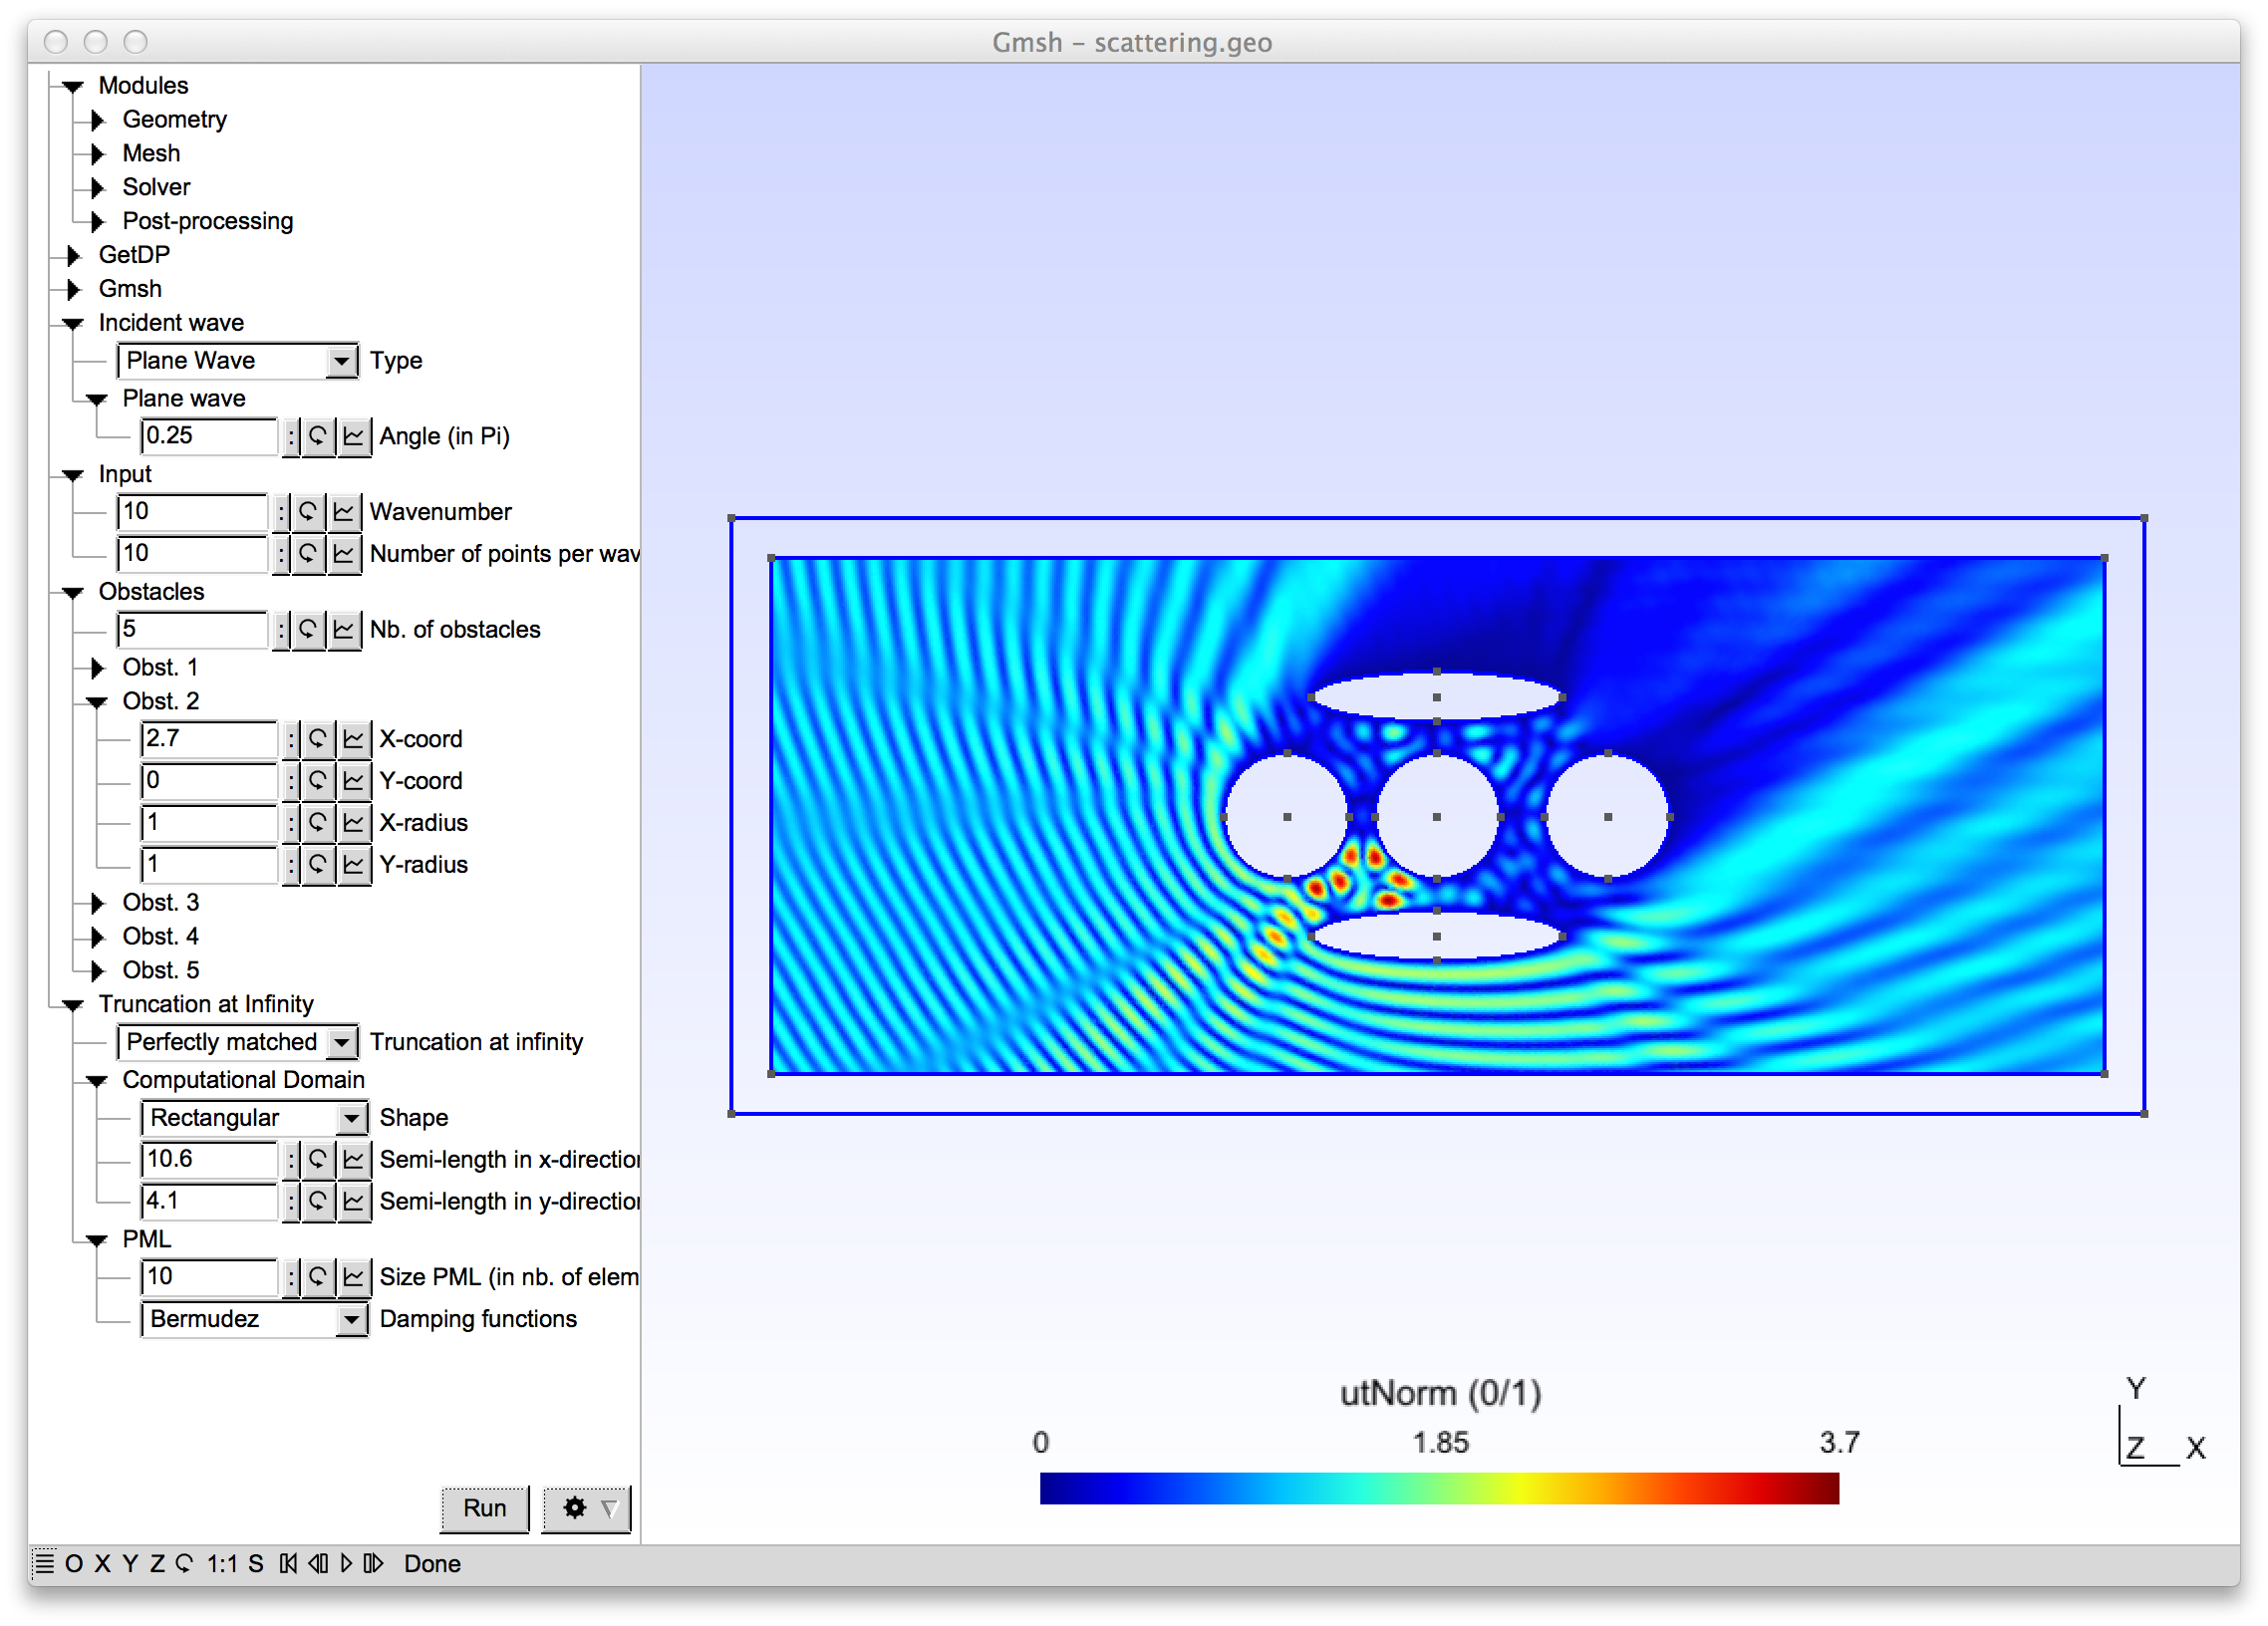 Gmsh - scattering.geo
Modules
Geometry
Mesh
Solver
Post-processing
GetDP
Gmsh
Incident wave
Plane Wave Type
Plane wave
0.25 : Angle (in Pi)
Input
10 : Wavenumber
10 : Number of points per wav
Obstacles
5 : Nb. of obstacles
Obst. 1
Obst. 2
2.7 : X-coord
0 : Y-coord
1 : X-radius
1 : Y-radius
Obst. 3
Obst. 4
Obst. 5
Truncation at Infinity
Perfectly matched Truncation at infinity
Computational Domain
Rectangular Shape
10.6 : Semi-length in x-direction
4.1 : Semi-length in y-direction
PML
10 : Size PML (in nb. of elem
Bermudez Damping functions
Run
utNorm (0/1)
0 1.85 3.7
Y
Z X
O X Y Z 1:1 S Done